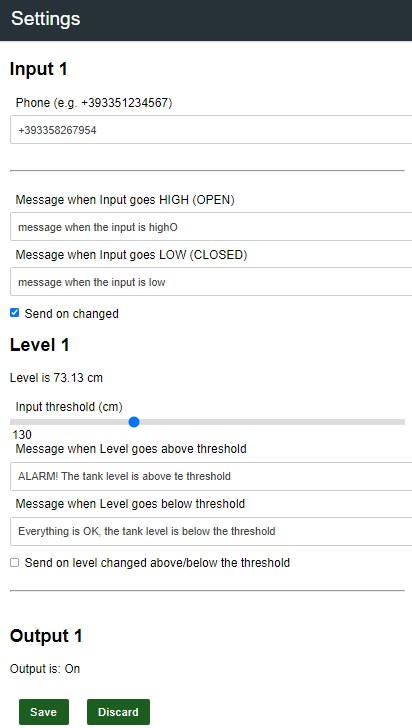 Settings
Input 1
Phone (e.g. +393351234567)
+393358267954
Message when Input goes HIGH (OPEN)
message when the input is highO
Message when Input goes LOW (CLOSED)
message when the input is low
Send on changed
Level 1
Level is 73.13 cm
Input threshold (cm)
130
Message when Level goes above threshold
ALARM! The tank level is above te threshold
Message when Level goes below threshold
Everything is OK, the tank level is below the threshold
Send on level changed above/below the threshold
Output 1
Output is: On
Save Discard